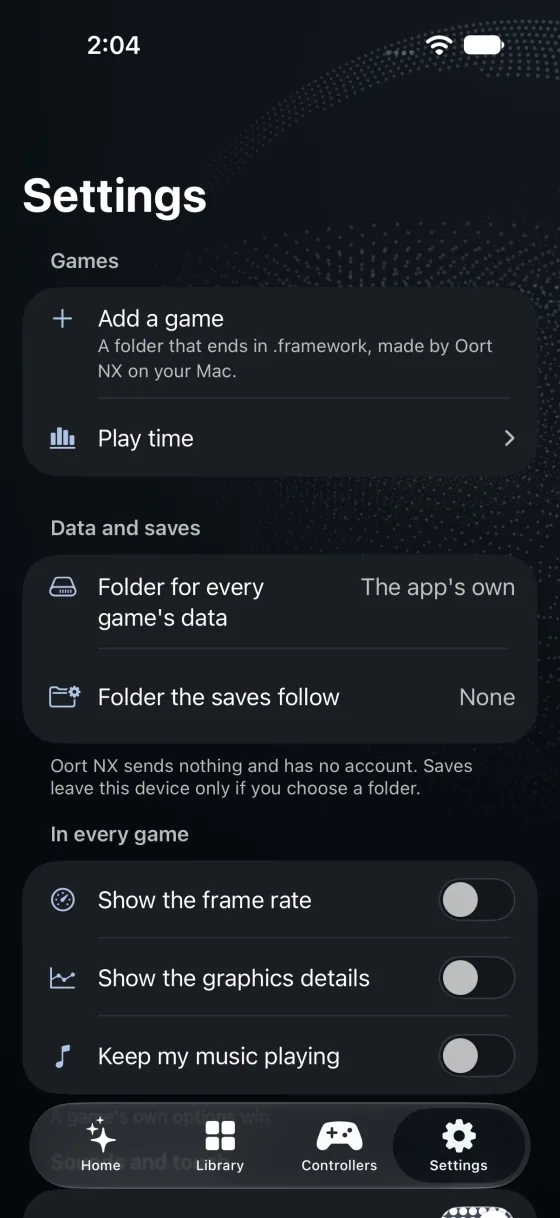 2:04
Settings
Games
Add a game
A folder that ends in .framework, made by Oort
NX on your Mac.
Play time
Data and saves
Folder for every
game's data
The app's own
Folder the saves follow
None
Oort NX sends nothing and has no account. Saves
leave this device only if you choose a folder.
In every game
Show the frame rate
Show the graphics details
Keep my music playing
A game's own options win.
Sounds and touch
Home
Library
Controllers
Settings